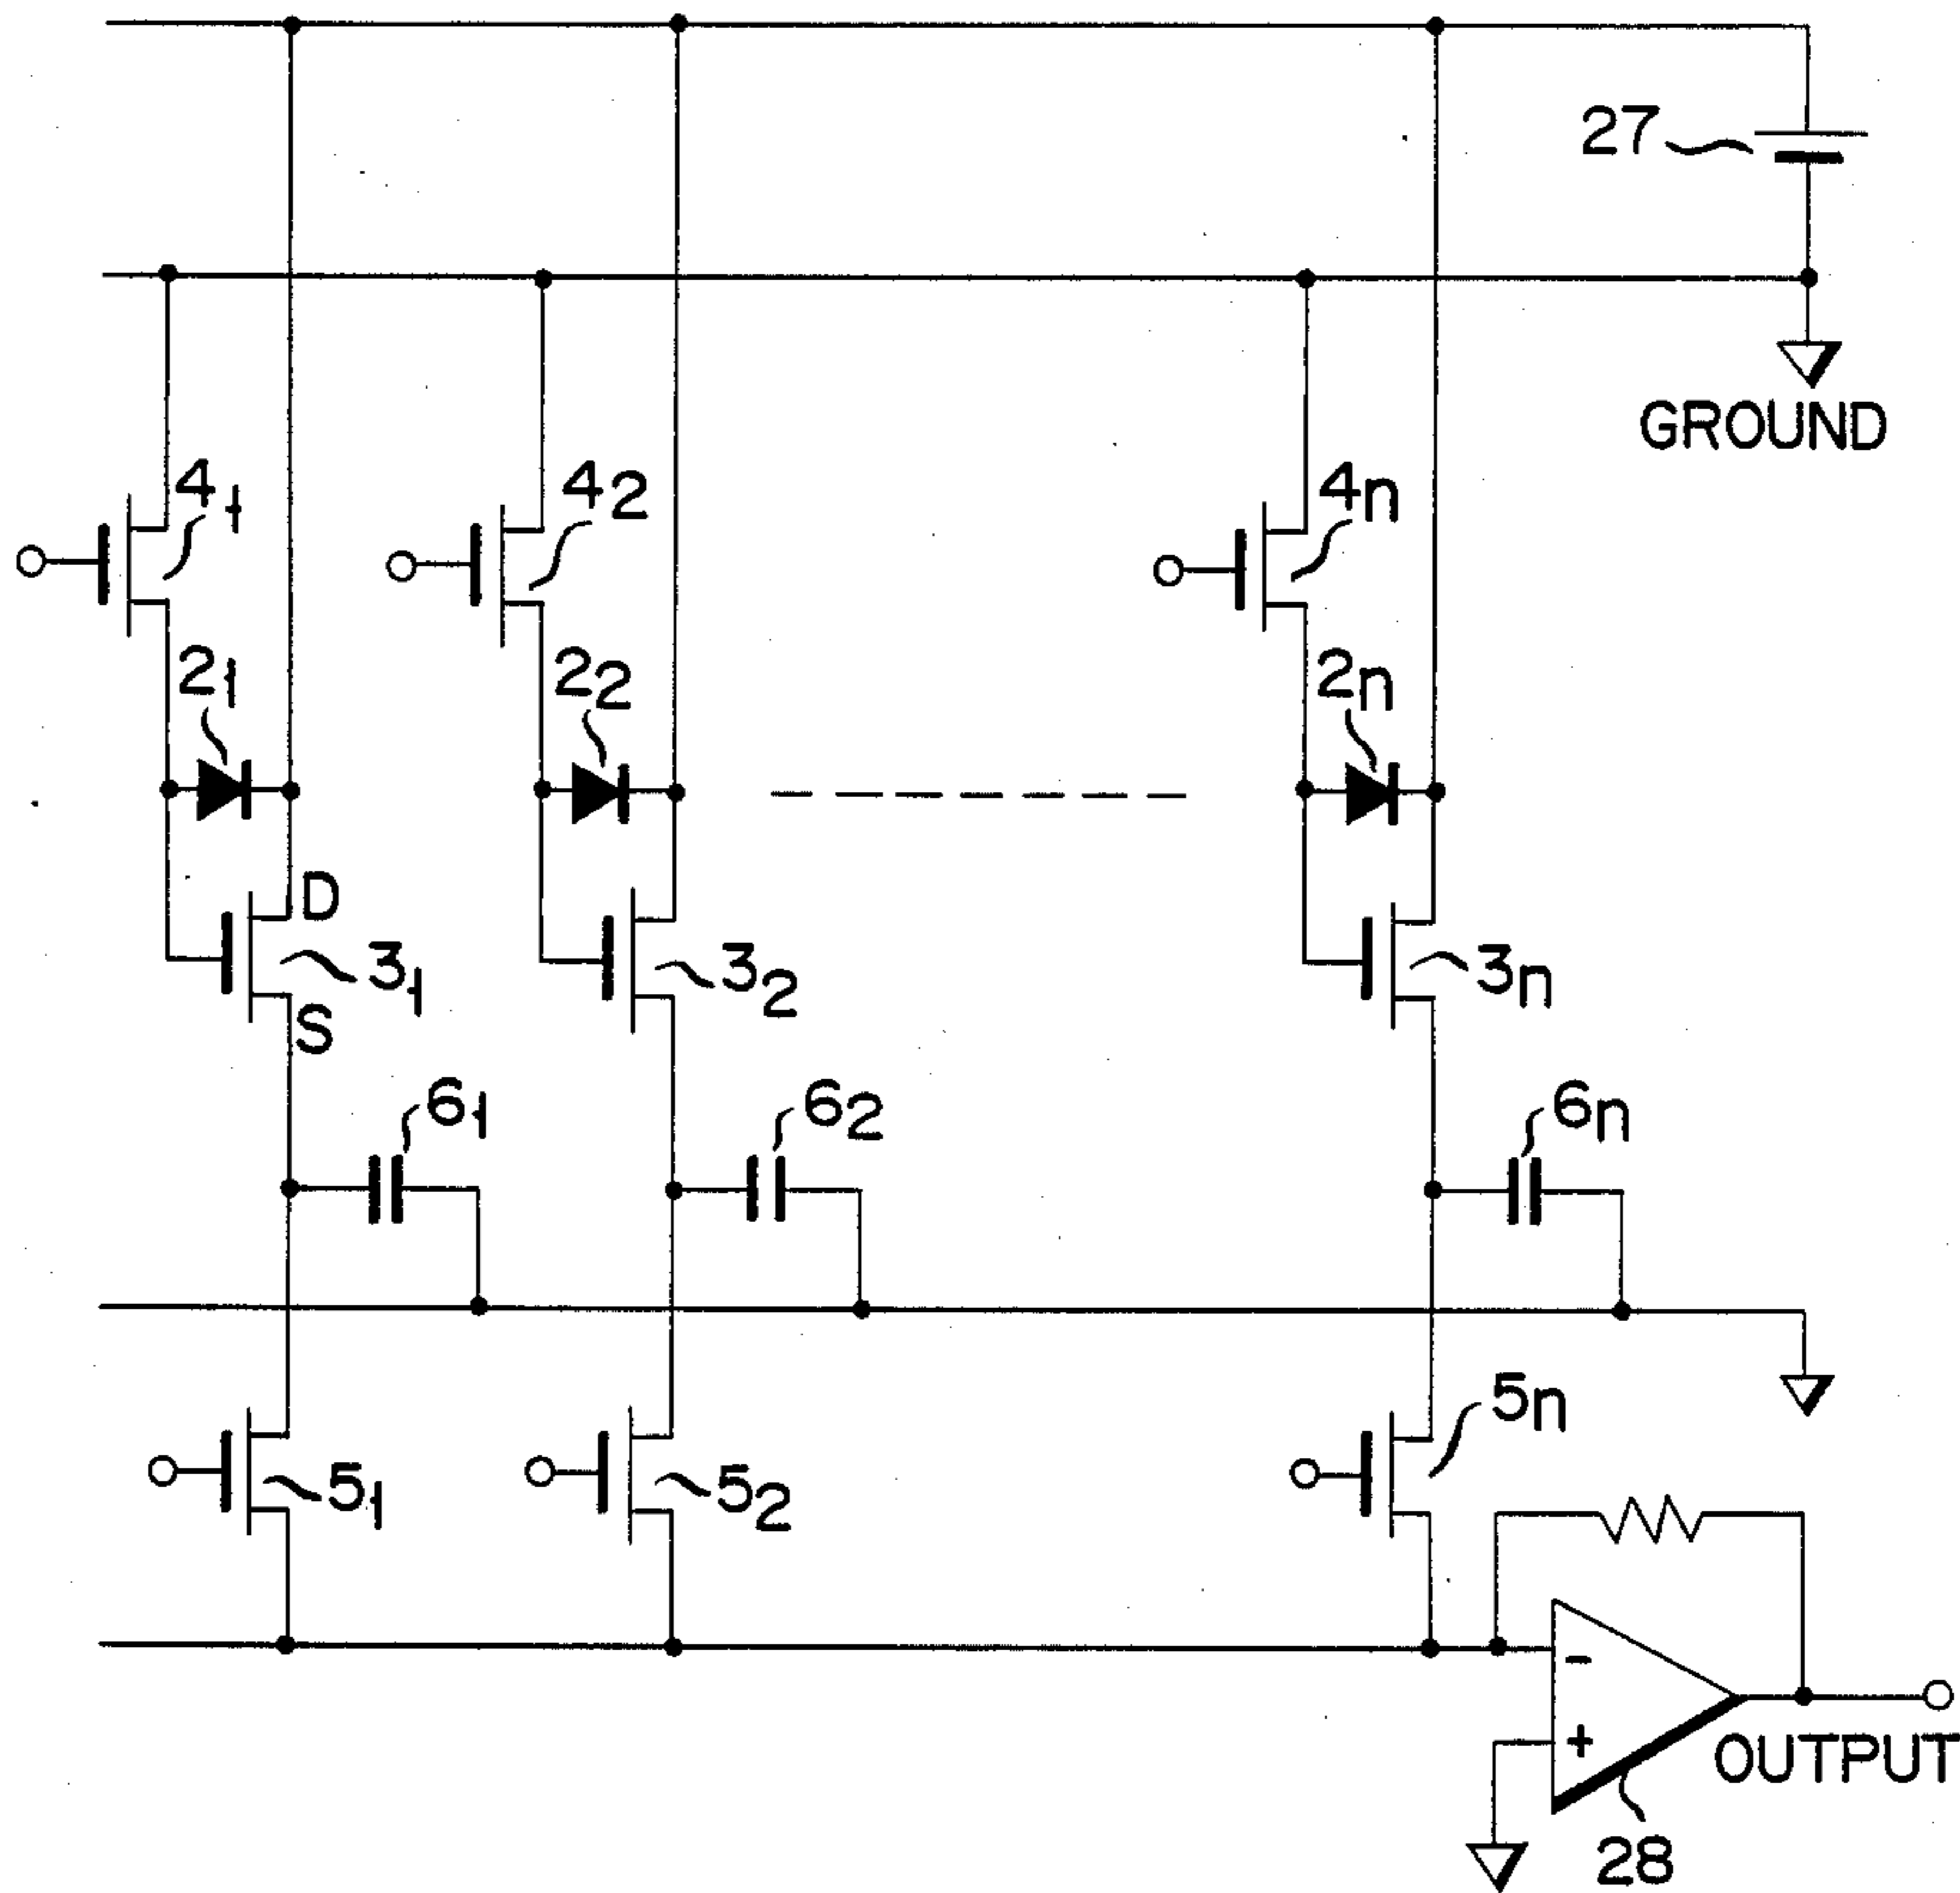 27
GROUND
4₁
4₂
4n
2₁
2₂
2n
D
3₁
3₂
3n
S
6₁
6₂
6n
5n
5₁
5₂
-
+
OUTPUT
28